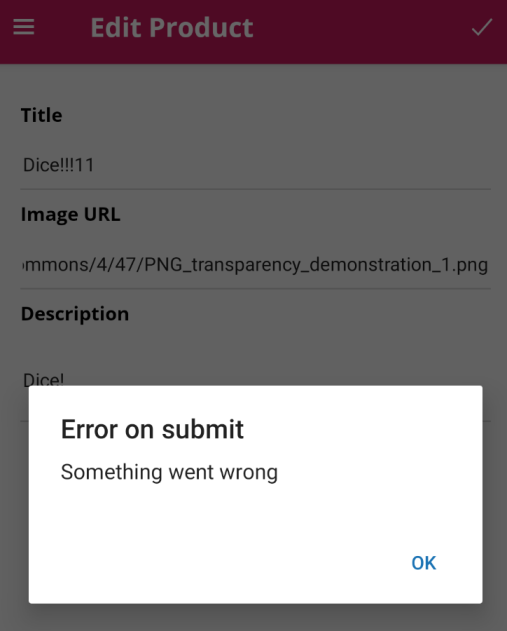 Edit Product
Title
Dice!!!11
Image URL
ommons/4/47/PNG_transparency_demonstration_1.png
Description
Dice!
Error on submit
Something went wrong
OK